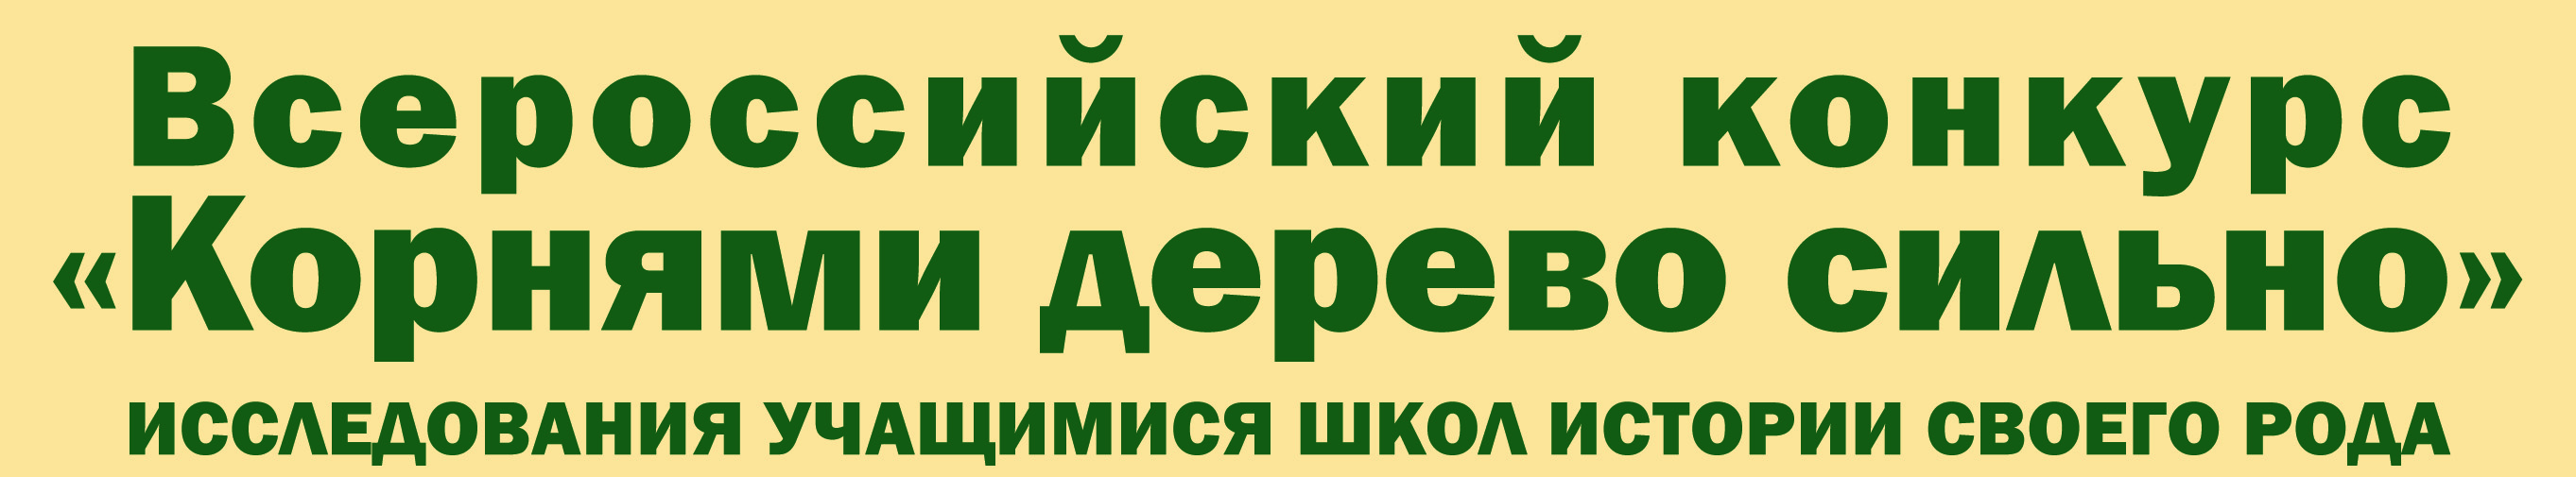 Всероссийский конкурс
«Корнями дерево сильно»
ИССЛЕДОВАНИЯ УЧАЩИМИСЯ ШКОЛ ИСТОРИИ СВОЕГО РОДА